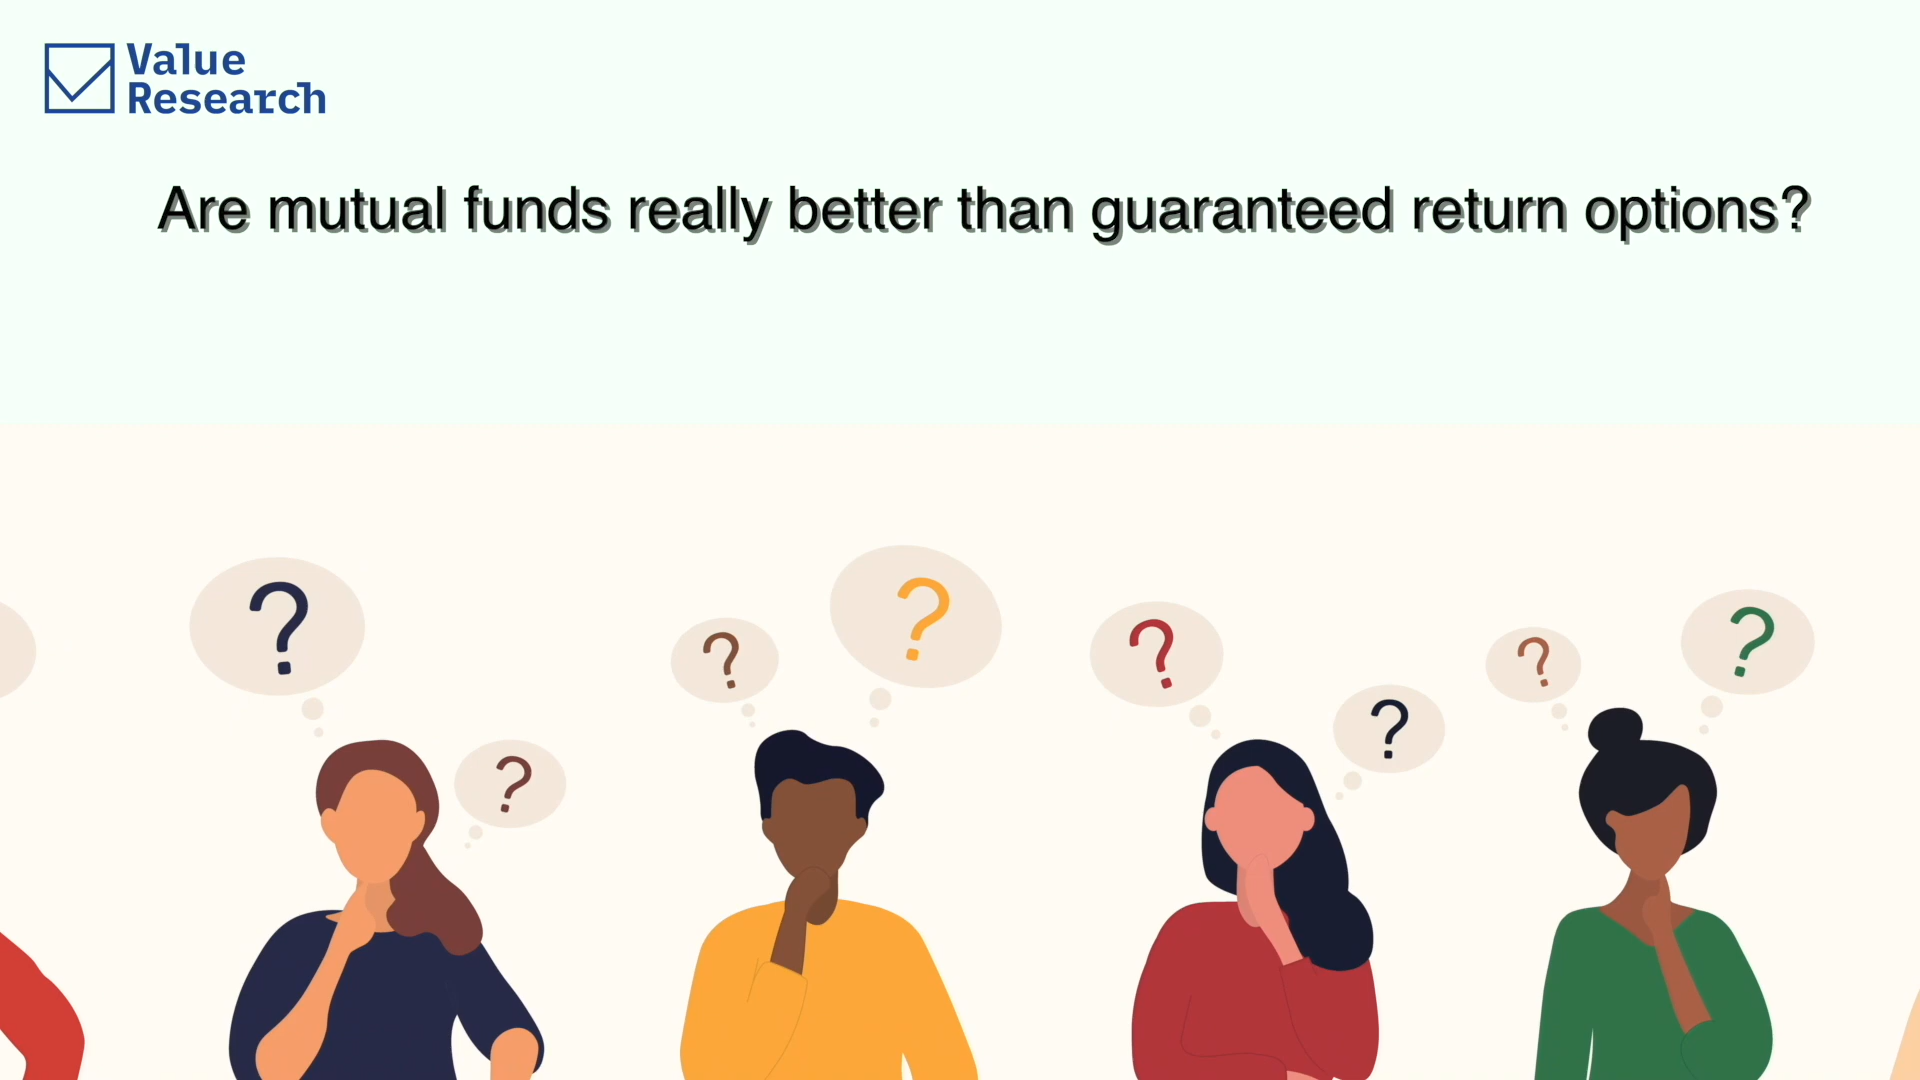 Value
Research
Are mutual funds really better than guaranteed return options?
?
?
?
?
?
?
?
?